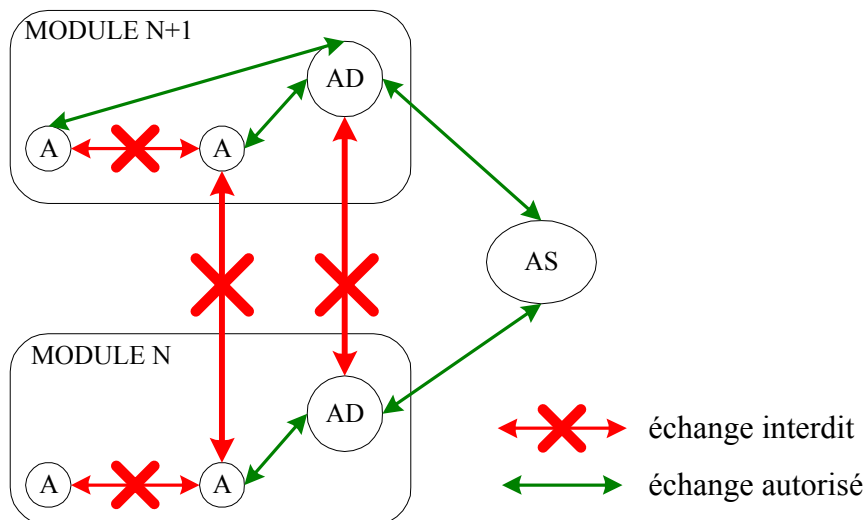 MODULE N+1
AD
A
A
AS
MODULE N
AD
A
A
échange interdit
échange autorisé